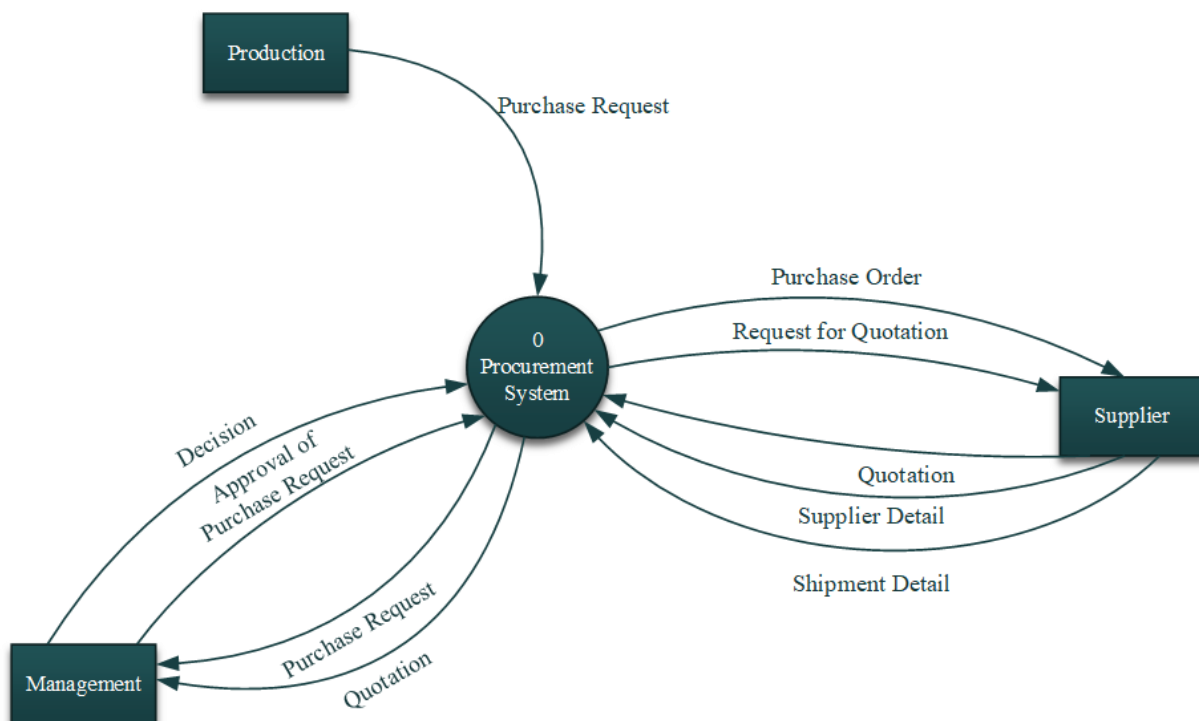 Production
Purchase Request
Purchase Order
Request for Quotation
0
Procurement
System
Supplier
Decision
Approval of
Purchase Request
Quotation
Supplier Detail
Shipment Detail
Purchase Request
Quotation
Management